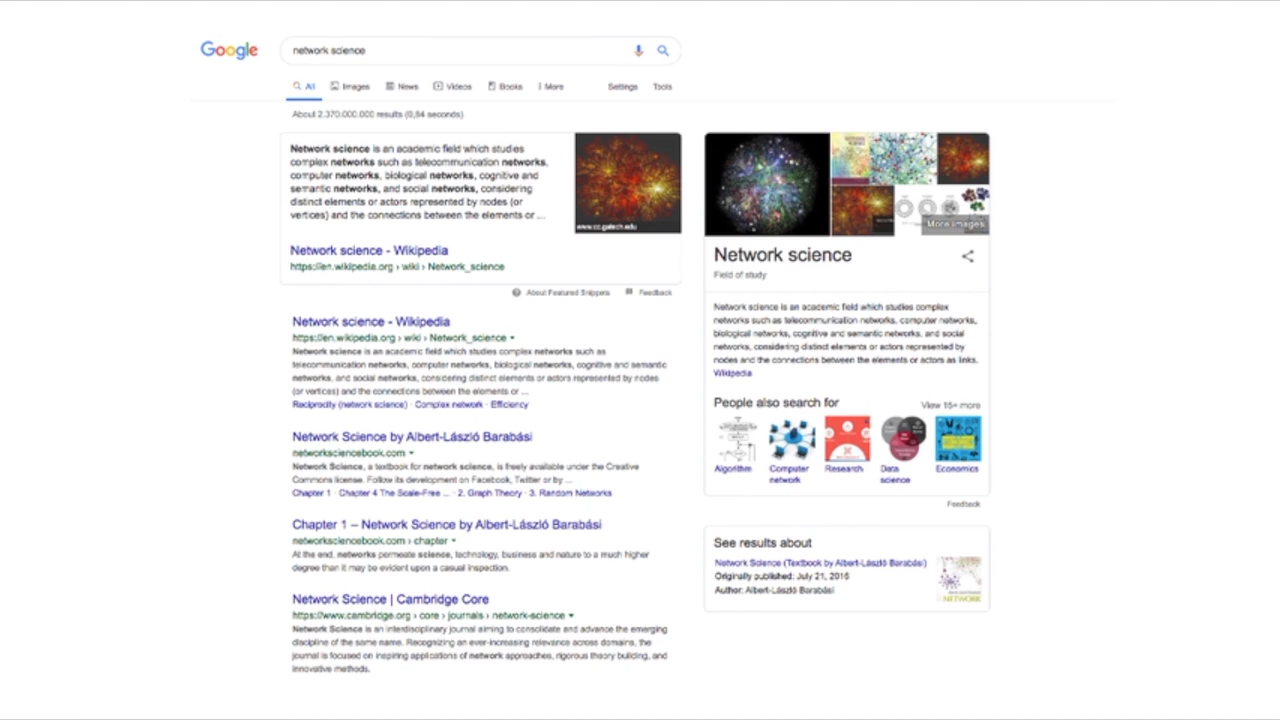 Google
network science
All Images News Videos Books More Settings Tools
About 2.370.000.000 results (0,84 seconds)
Network science is an academic field which studies
complex networks such as telecommunication networks,
computer networks, biological networks, cognitive and
semantic networks, and social networks, considering
distinct elements or actors represented by nodes (or
vertices) and the connections between the elements or ...
www.cc.gatech.edu
Network science - Wikipedia
https://en.wikipedia.org › wiki › Network_science
About Featured Snippets Feedback
Network science - Wikipedia
https://en.wikipedia.org › wiki › Network_science
Network science is an academic field which studies complex networks such as
telecommunication networks, computer networks, biological networks, cognitive and semantic
networks, and social networks, considering distinct elements or actors represented by nodes
(or vertices) and the connections between the elements or ...
Reciprocity (network science) · Complex network · Efficiency
Network Science by Albert-László Barabási
networksciencebook.com
Network Science, a textbook for network science, is freely available under the Creative
Commons license. Follow its development on Facebook, Twitter or by ...
Chapter 1 · Chapter 4 The Scale-Free ... · 2. Graph Theory · 3. Random Networks
Chapter 1 – Network Science by Albert-László Barabási
networksciencebook.com › chapter
At the end, networks permeate science, technology, business and nature to a much higher
degree than it may be evident upon a casual inspection.
Network Science | Cambridge Core
https://www.cambridge.org › core › journals › network-science
Network Science is an interdisciplinary journal aiming to consolidate and advance the emerging
discipline of the same name. Recognizing an ever-increasing relevance across domains, the
journal is focused on inspiring applications of network approaches, rigorous theory building, and
innovative methods.
More images
Network science
Field of study
Network science is an academic field which studies complex
networks such as telecommunication networks, computer networks,
biological networks, cognitive and semantic networks, and social
networks, considering distinct elements or actors represented by
nodes and the connections between the elements or actors as links.
Wikipedia
People also search for View 15+ more
Algorithm Computer network Research Data science Economics
Feedback
See results about
Network Science (Textbook by Albert-László Barabási)
Originally published: July 21, 2016
Author: Albert-László Barabási
NETWORK